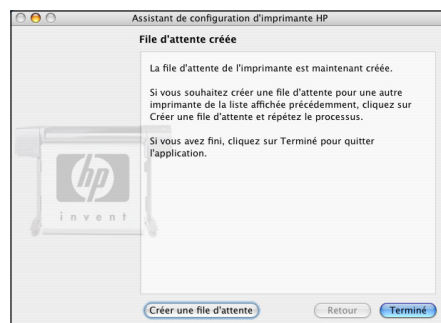 Assistant de configuration d'imprimante HP
File d'attente créée
La file d'attente de l'imprimante est maintenant créée.
Si vous souhaitez créer une file d'attente pour une autre
imprimante de la liste affichée précédemment, cliquez sur
Créer une file d'attente et répétez le processus.
Si vous avez fini, cliquez sur Terminé pour quitter
l'application.
hp
invent
Créer une file d'attente
Retour
Terminé